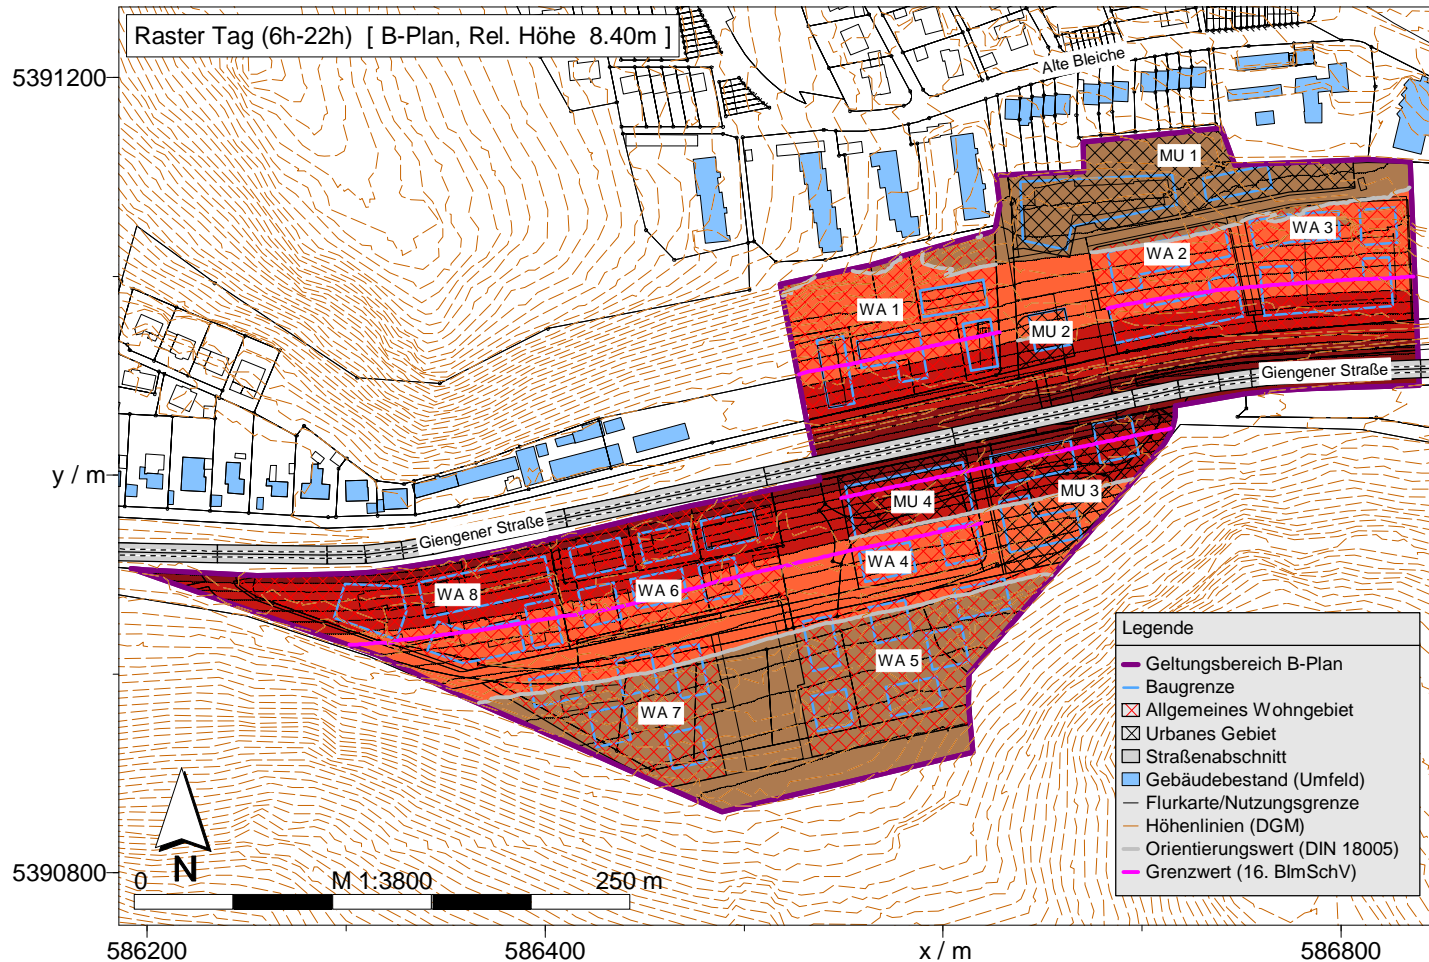 Raster Tag (6h-22h)  [ B-Plan, Rel. Höhe  8.40m ]
5391200
Alte Bleiche
MU 1
WA 3
WA 2
WA 1
MU 2
Giengener Straße
y / m
MU 3
MU 4
Giengener Straße
WA 4
WA 6
WA 8
WA 5
WA 7
Legende
Geltungsbereich B-Plan
Baugrenze
Allgemeines Wohngebiet
Urbanes Gebiet
Straßenabschnitt
Gebäudebestand (Umfeld)
Flurkarte/Nutzungsgrenze
Höhenlinien (DGM)
Orientierungswert (DIN 18005)
Grenzwert (16. BImSchV)
N
5390800
0 M 1:3800 250 m
586200 586400 x / m 586800